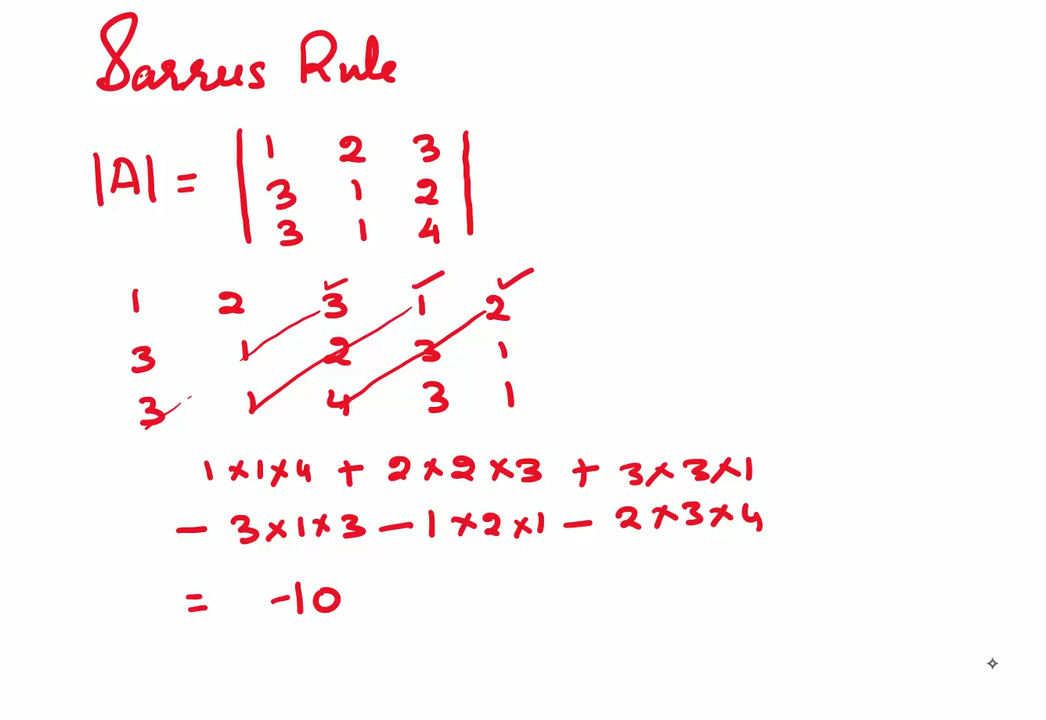 Sarrus Rule
|A| = | 1 2 3 |
| 3 1 2 |
| 3 1 4 |
1 2 3 1 2
3 1 2 3 1
3 1 4 3 1
1 × 1 × 4 + 2 × 2 × 3 + 3 × 3 × 1
- 3 × 1 × 3 - 1 × 2 × 1 - 2 × 3 × 4
= -10